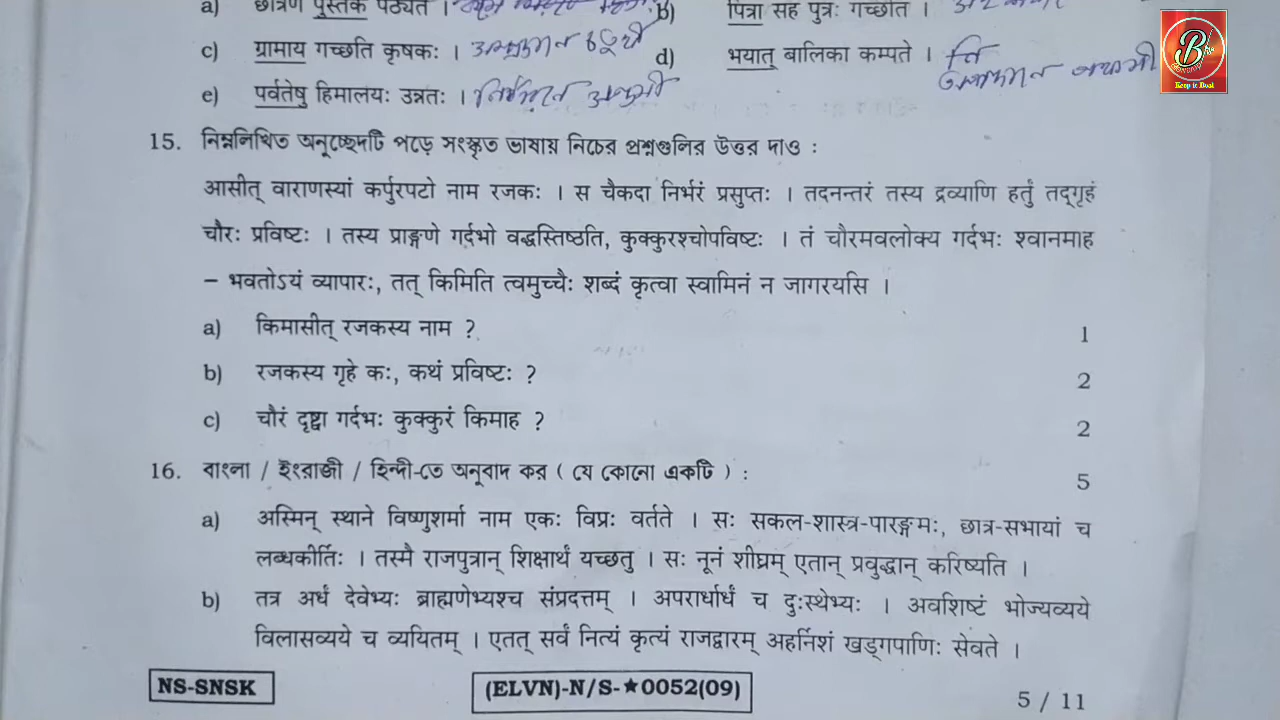 a) छात्रेण पुस्तकं पठ्यते ।
b) पित्रा सह पुत्रः गच्छति ।
c) ग्रामाय गच्छति कृषकः ।
d) भयात् बालिका कम्पते ।
e) पर्वतेषु हिमालयः उन्नतः ।
15. নিম্নলিখিত অনুচ্ছেদটি পড়ে সংস্কৃত ভাষায় নিচের প্রশ্নগুলির উত্তর দাও :
आसीत् वाराणस्यां कर्पुरपटो नाम रजकः । स चैकदा निर्भरं प्रसुप्तः । तदनन्तरं तस्य द्रव्याणि हर्तुं तद्गृहं
चौरः प्रविष्टः । तस्य प्राङ्गणे गर्दभो वद्धस्तिष्ठति, कुक्कुरश्चोपविष्टः । तं चौरमवलोक्य गर्दभः श्वानमाह
– भवतोऽयं व्यापारः, तत् किमिति त्वमुच्चैः शब्दं कृत्वा स्वामिनं न जागरयसि ।
a) किमासीत् रजकस्य नाम ? 1
b) रजकस्य गृहे कः, कथं प्रविष्टः ? 2
c) चौरं दृष्ट्वा गर्दभः कुक्कुरं किमाह ? 2
16. বাংলা / ইংরাজী / হিন্দী-তে অনুবাদ কর ( যে কোনো একটি ) : 5
a) अस्मिन् स्थाने विष्णुशर्मा नाम एकः विप्रः वर्तते । सः सकल-शास्त्र-पारङ्गमः, छात्र-सभायां च
लब्धकीर्तिः । तस्मै राजपुत्रान् शिक्षार्थं यच्छतु । सः नूनं शीघ्रम् एतान् प्रवुद्धान् करिष्यति ।
b) तत्र अर्धं देवेभ्यः ब्राह्मणेभ्यश्च संप्रदत्तम् । अपरार्धार्धं च दुःस्थेभ्यः । अवशिष्टं भोज्यव्यये
विलासव्यये च व्ययितम् । एतत् सर्वं नित्यं कृत्यं राजद्वारम् अहर्निशं खड्गपाणिः सेवते ।
NS-SNSK
(ELVN)-N/S-★0052(09)
5 / 11
Keep it Real